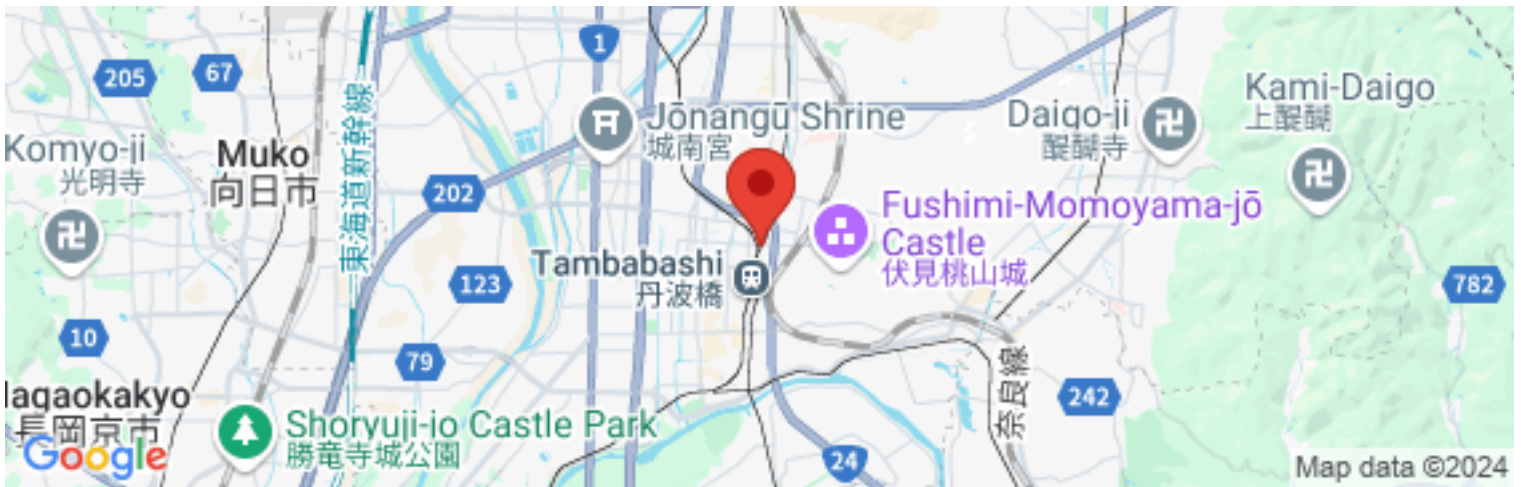 1
205
67
Kami-Daigo
上醍醐
Jōnangū Shrine
城南宮
Daigo-ji
醍醐寺
Komyo-ji
光明寺
Muko
向日市
東海道新幹線
202
Fushimi-Momoyama-jō
Castle
伏見桃山城
Tambabashi
丹波橋
123
782
10
79
奈良線
242
lagaokakyo
長岡京市
Shoryuji-jo Castle Park
勝竜寺城公園
24
Google
Map data ©2024